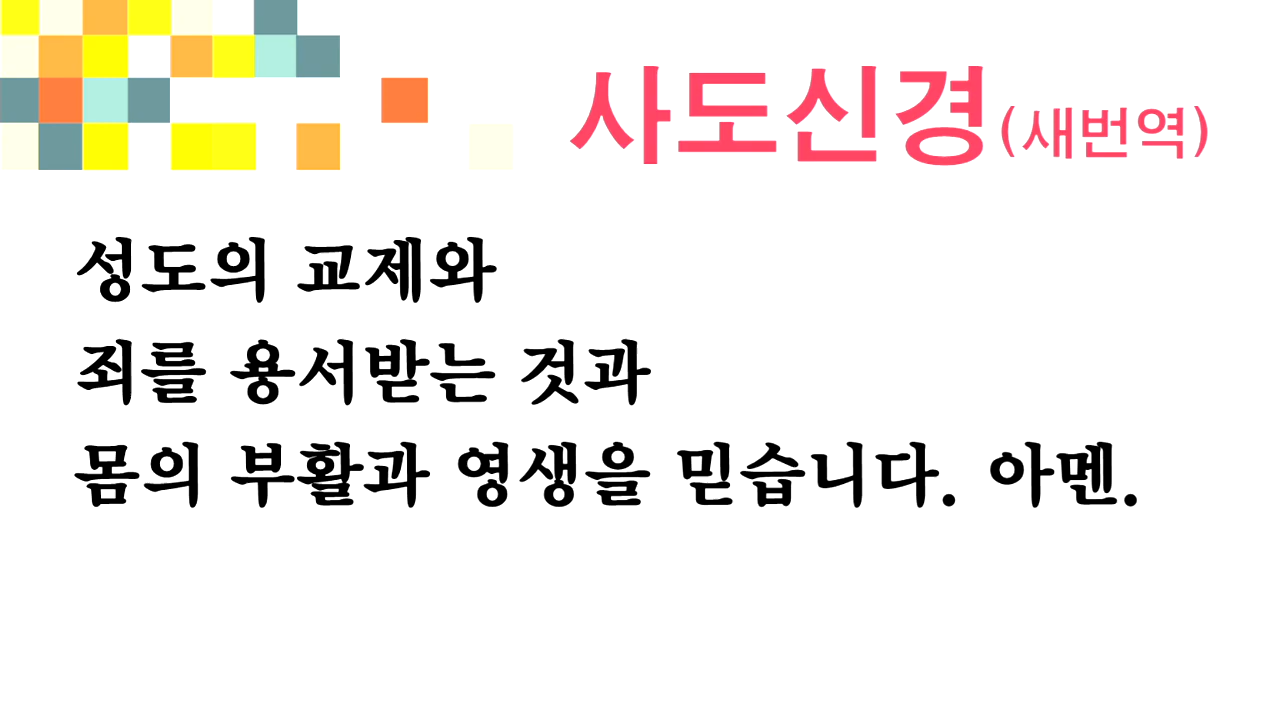 사도신경(새번역)
성도의 교제와
죄를 용서받는 것과
몸의 부활과 영생을 믿습니다. 아멘.